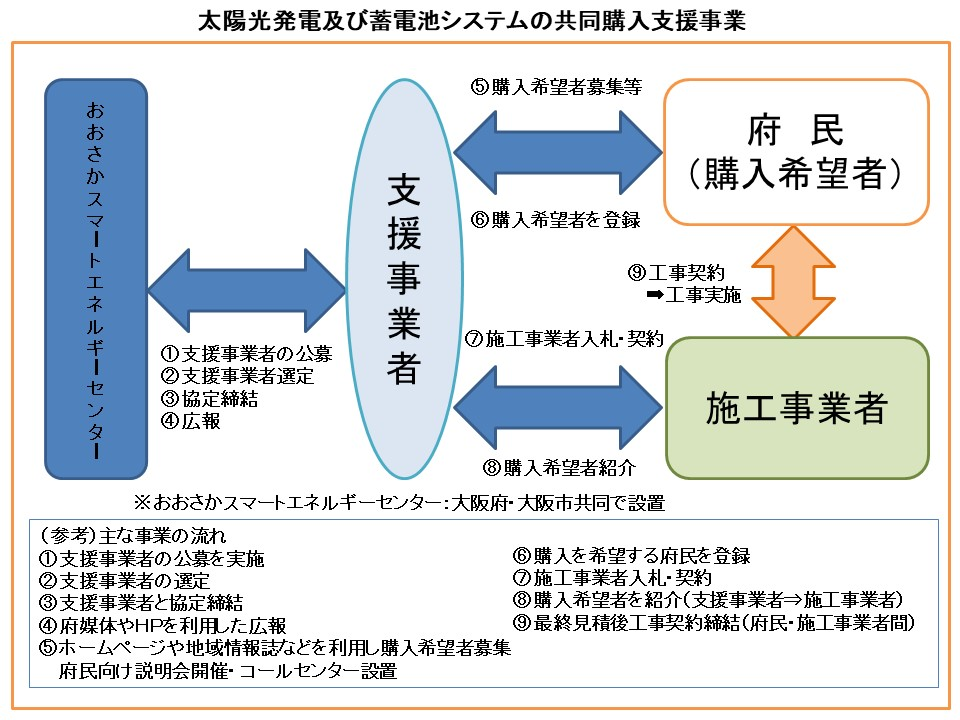 太陽光発電及び蓄電池システムの共同購入支援事業
おおさかスマートエネルギーセンター
①支援事業者の公募
②支援事業者選定
③協定締結
④広報
支援事業者
⑤購入希望者募集等
⑥購入希望者を登録
府　民
（購入希望者）
⑨工事契約
➡工事実施
⑦施工事業者入札・契約
⑧購入希望者紹介
施工事業者
※おおさかスマートエネルギーセンター：大阪府・大阪市共同で設置
（参考）主な事業の流れ
①支援事業者の公募を実施
②支援事業者の選定
③支援事業者と協定締結
④府媒体やHPを利用した広報
⑤ホームページや地域情報誌などを利用し購入希望者募集
府民向け説明会開催・コールセンター設置
⑥購入を希望する府民を登録
⑦施工事業者入札・契約
⑧購入希望者を紹介（支援事業者⇒施工事業者）
⑨最終見積後工事契約締結（府民・施工事業者間）